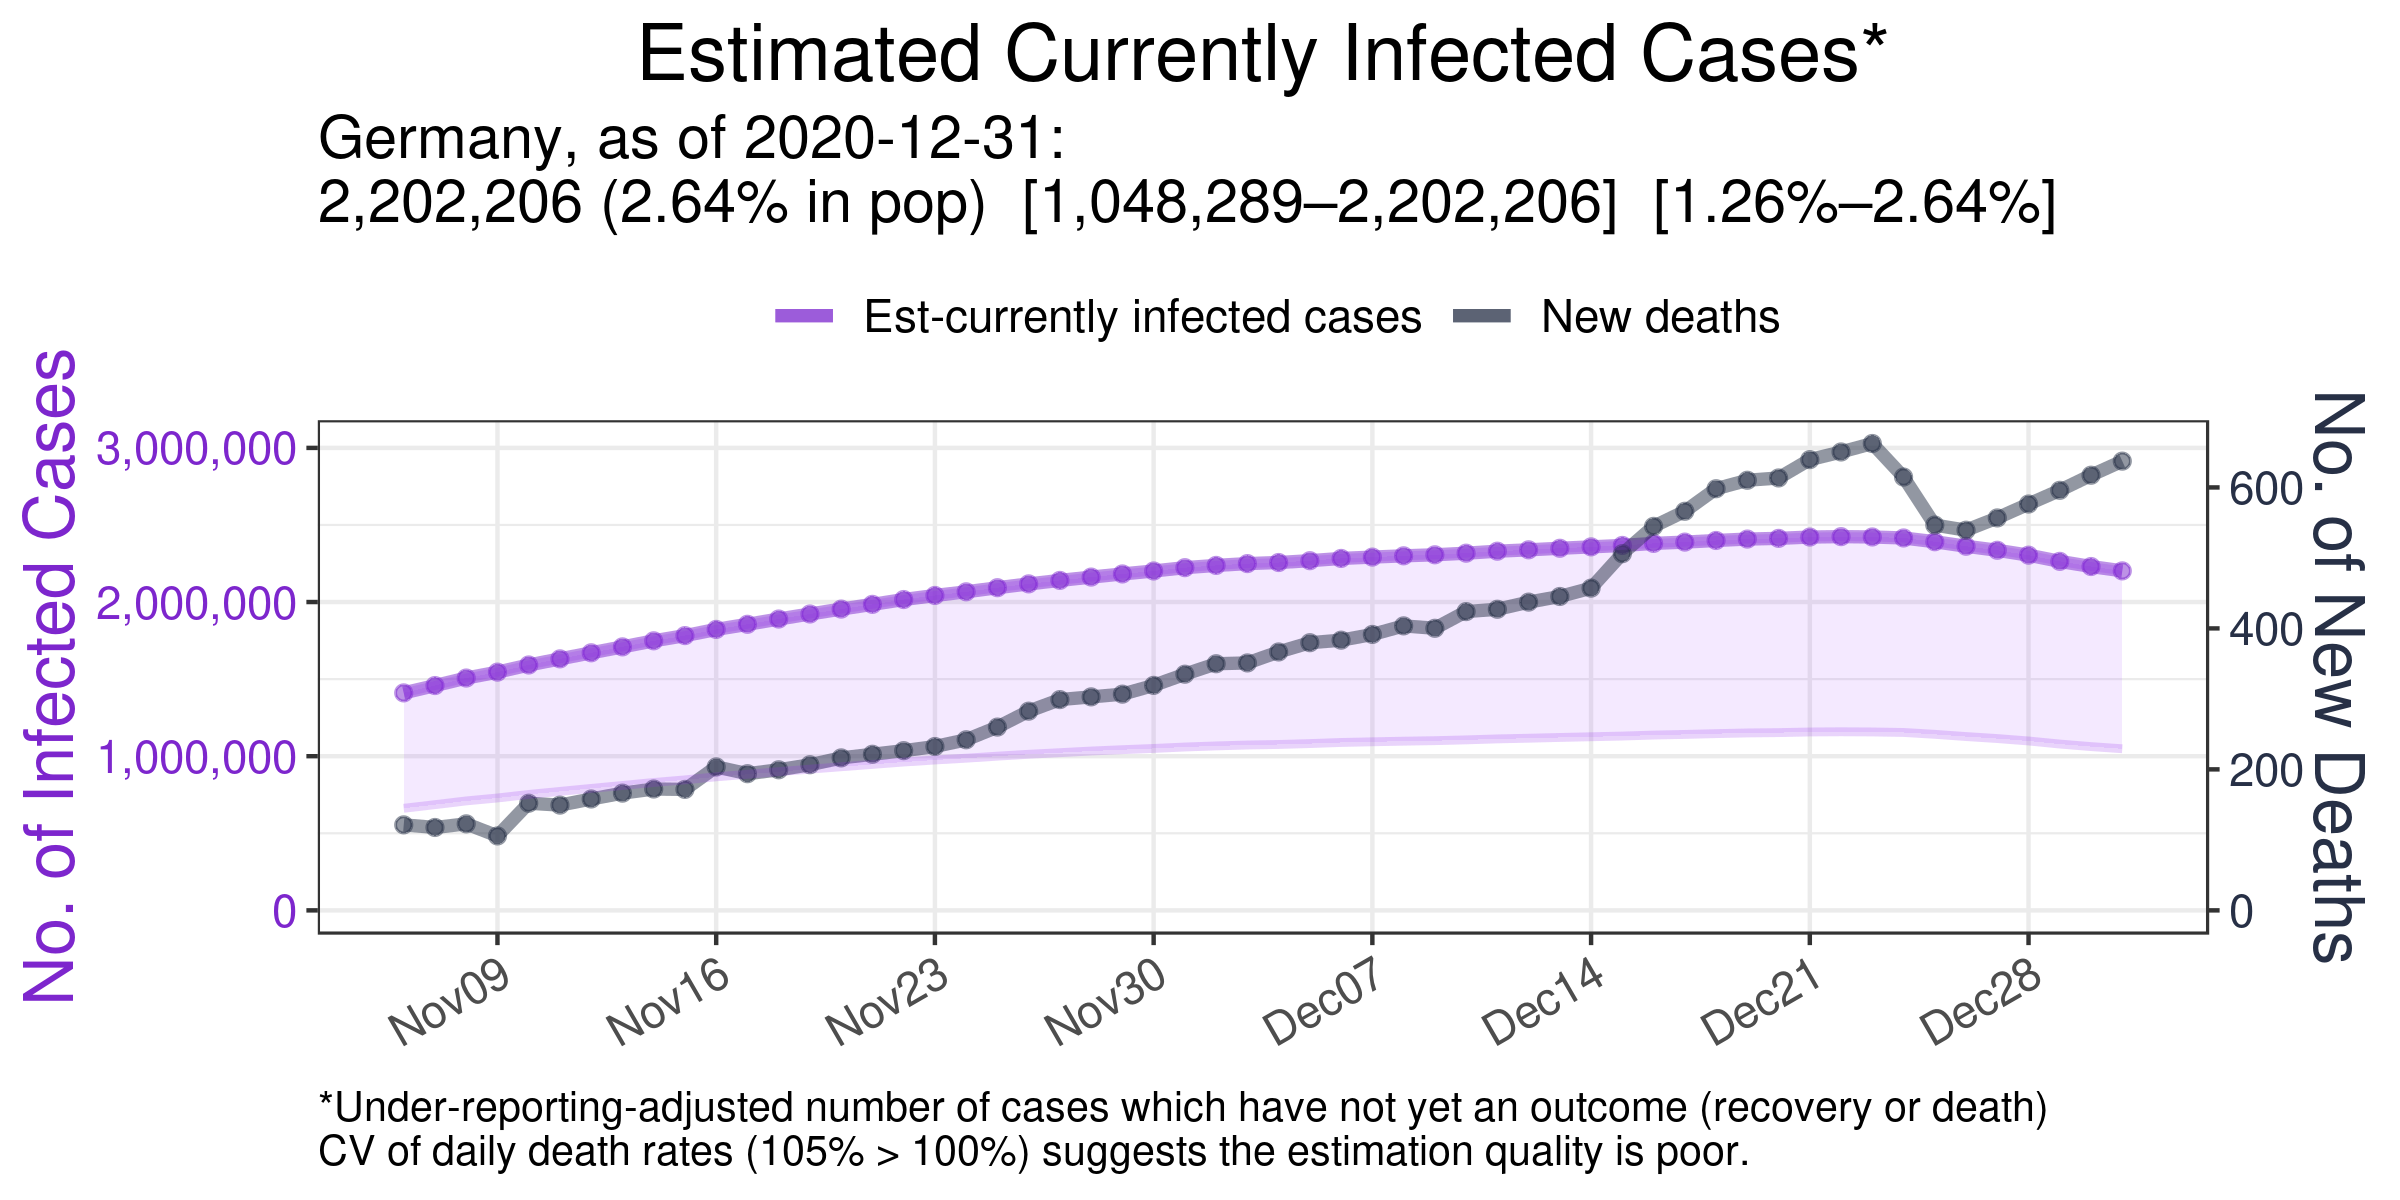 Estimated Currently Infected Cases*
Germany, as of 2020-12-31:
2,202,206 (2.64% in pop)  [1,048,289–2,202,206]  [1.26%–2.64%]
Est-currently infected cases
New deaths
No. of Infected Cases
3,000,000
2,000,000
1,000,000
0
600
400
200
0
No. of New Deaths
Nov09
Nov16
Nov23
Nov30
Dec07
Dec14
Dec21
Dec28
*Under-reporting-adjusted number of cases which have not yet an outcome (recovery or death)
CV of daily death rates (105% > 100%) suggests the estimation quality is poor.